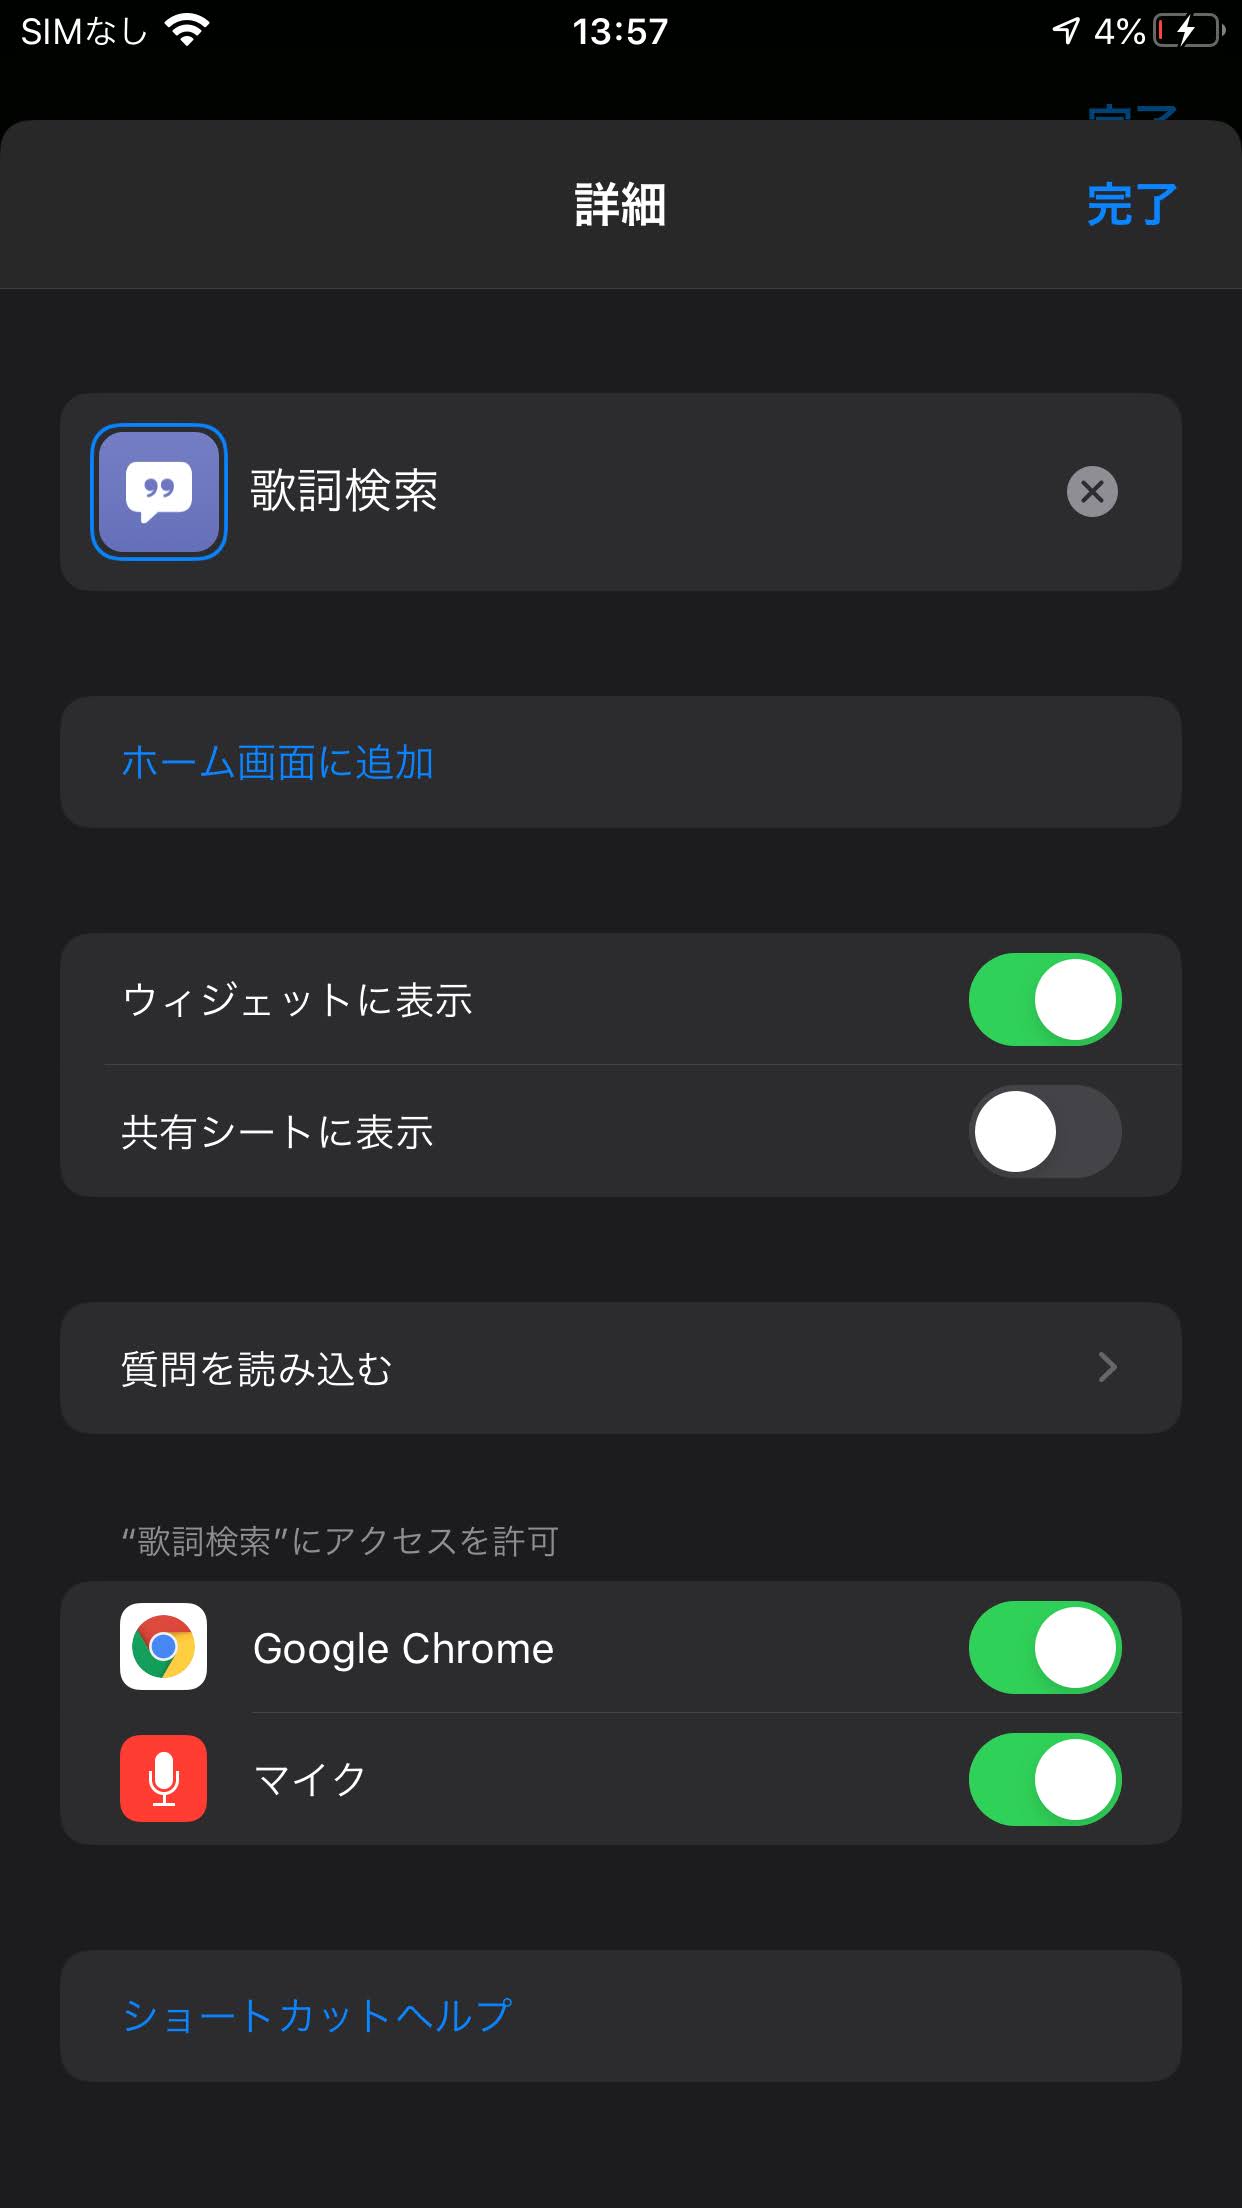 SIMなし 13:57 4%
完了
詳細 完了
歌詞検索
ホーム画面に追加
ウィジェットに表示
共有シートに表示
質問を読み込む
“歌詞検索”にアクセスを許可
Google Chrome
マイク
ショートカットヘルプ